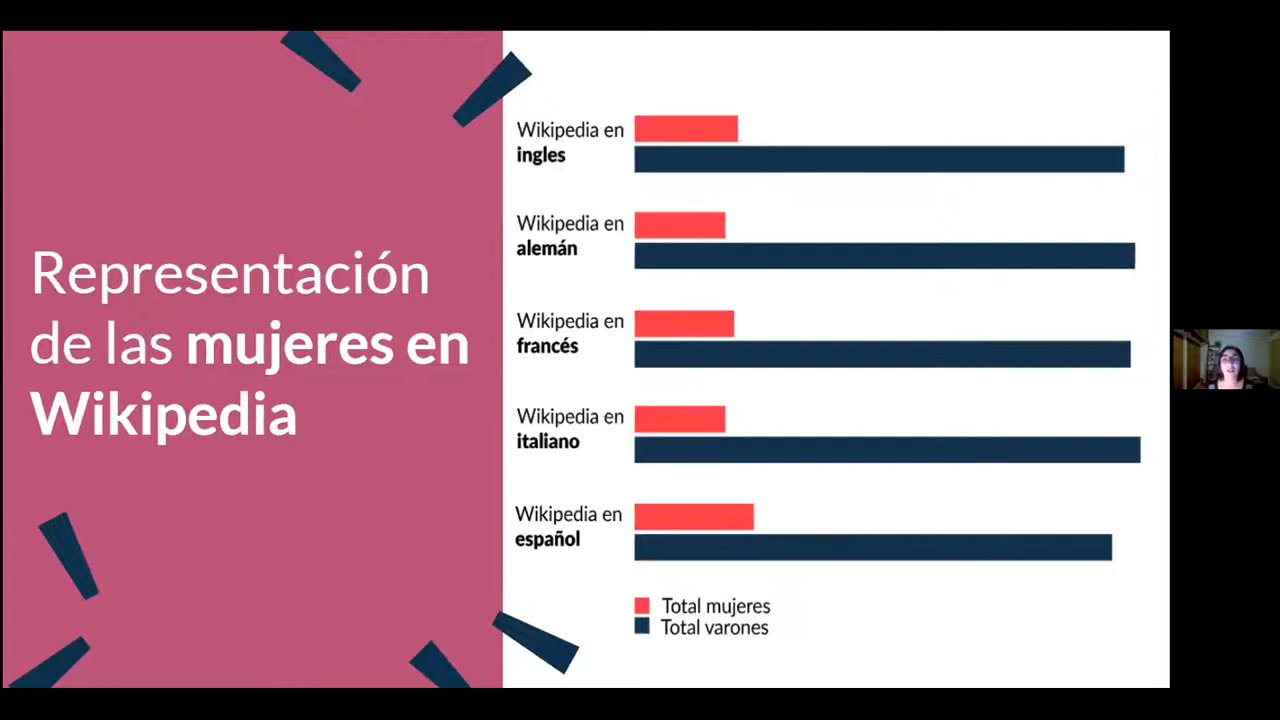 Representación
de las mujeres en
Wikipedia
Wikipedia en
ingles
Wikipedia en
alemán
Wikipedia en
francés
Wikipedia en
italiano
Wikipedia en
español
Total mujeres
Total varones